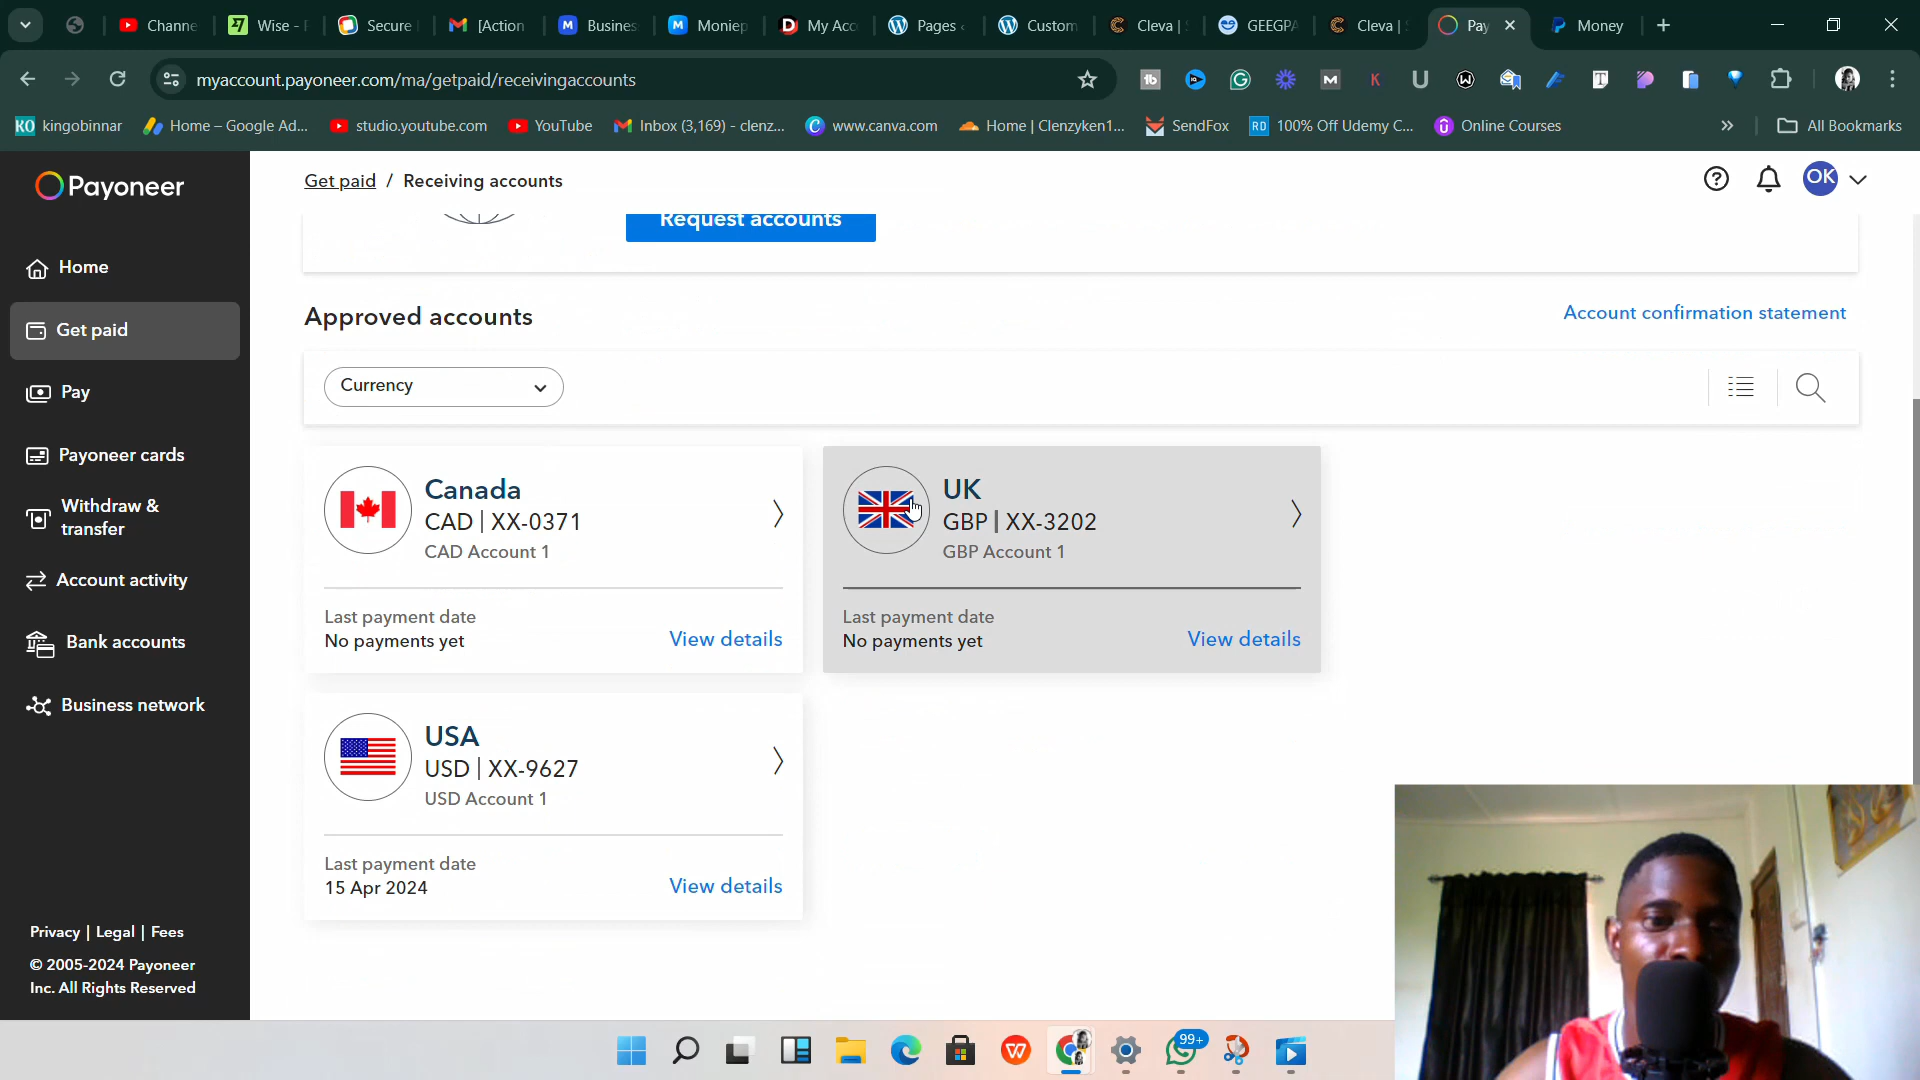 Channe
Wise - F
Secure
[Action
Busines
Moniep
My Acc
Pages ‹
Custom
Cleva |
GEEGPA
Cleva |
Pay
Money
myaccount.payoneer.com/ma/getpaid/receivingaccounts
kingobinnar
Home – Google Ad...
studio.youtube.com
YouTube
Inbox (3,169) - clenz...
www.canva.com
Home | Clenzyken1...
SendFox
100% Off Udemy C...
Online Courses
All Bookmarks
Payoneer
Get paid / Receiving accounts
OK
Request accounts
Home
Get paid
Pay
Payoneer cards
Withdraw &
transfer
Account activity
Bank accounts
Business network
Approved accounts
Account confirmation statement
Currency
Canada
CAD | XX-0371
CAD Account 1
Last payment date
No payments yet
View details
UK
GBP | XX-3202
GBP Account 1
Last payment date
No payments yet
View details
USA
USD | XX-9627
USD Account 1
Last payment date
15 Apr 2024
View details
Privacy | Legal | Fees
© 2005-2024 Payoneer
Inc. All Rights Reserved
99+